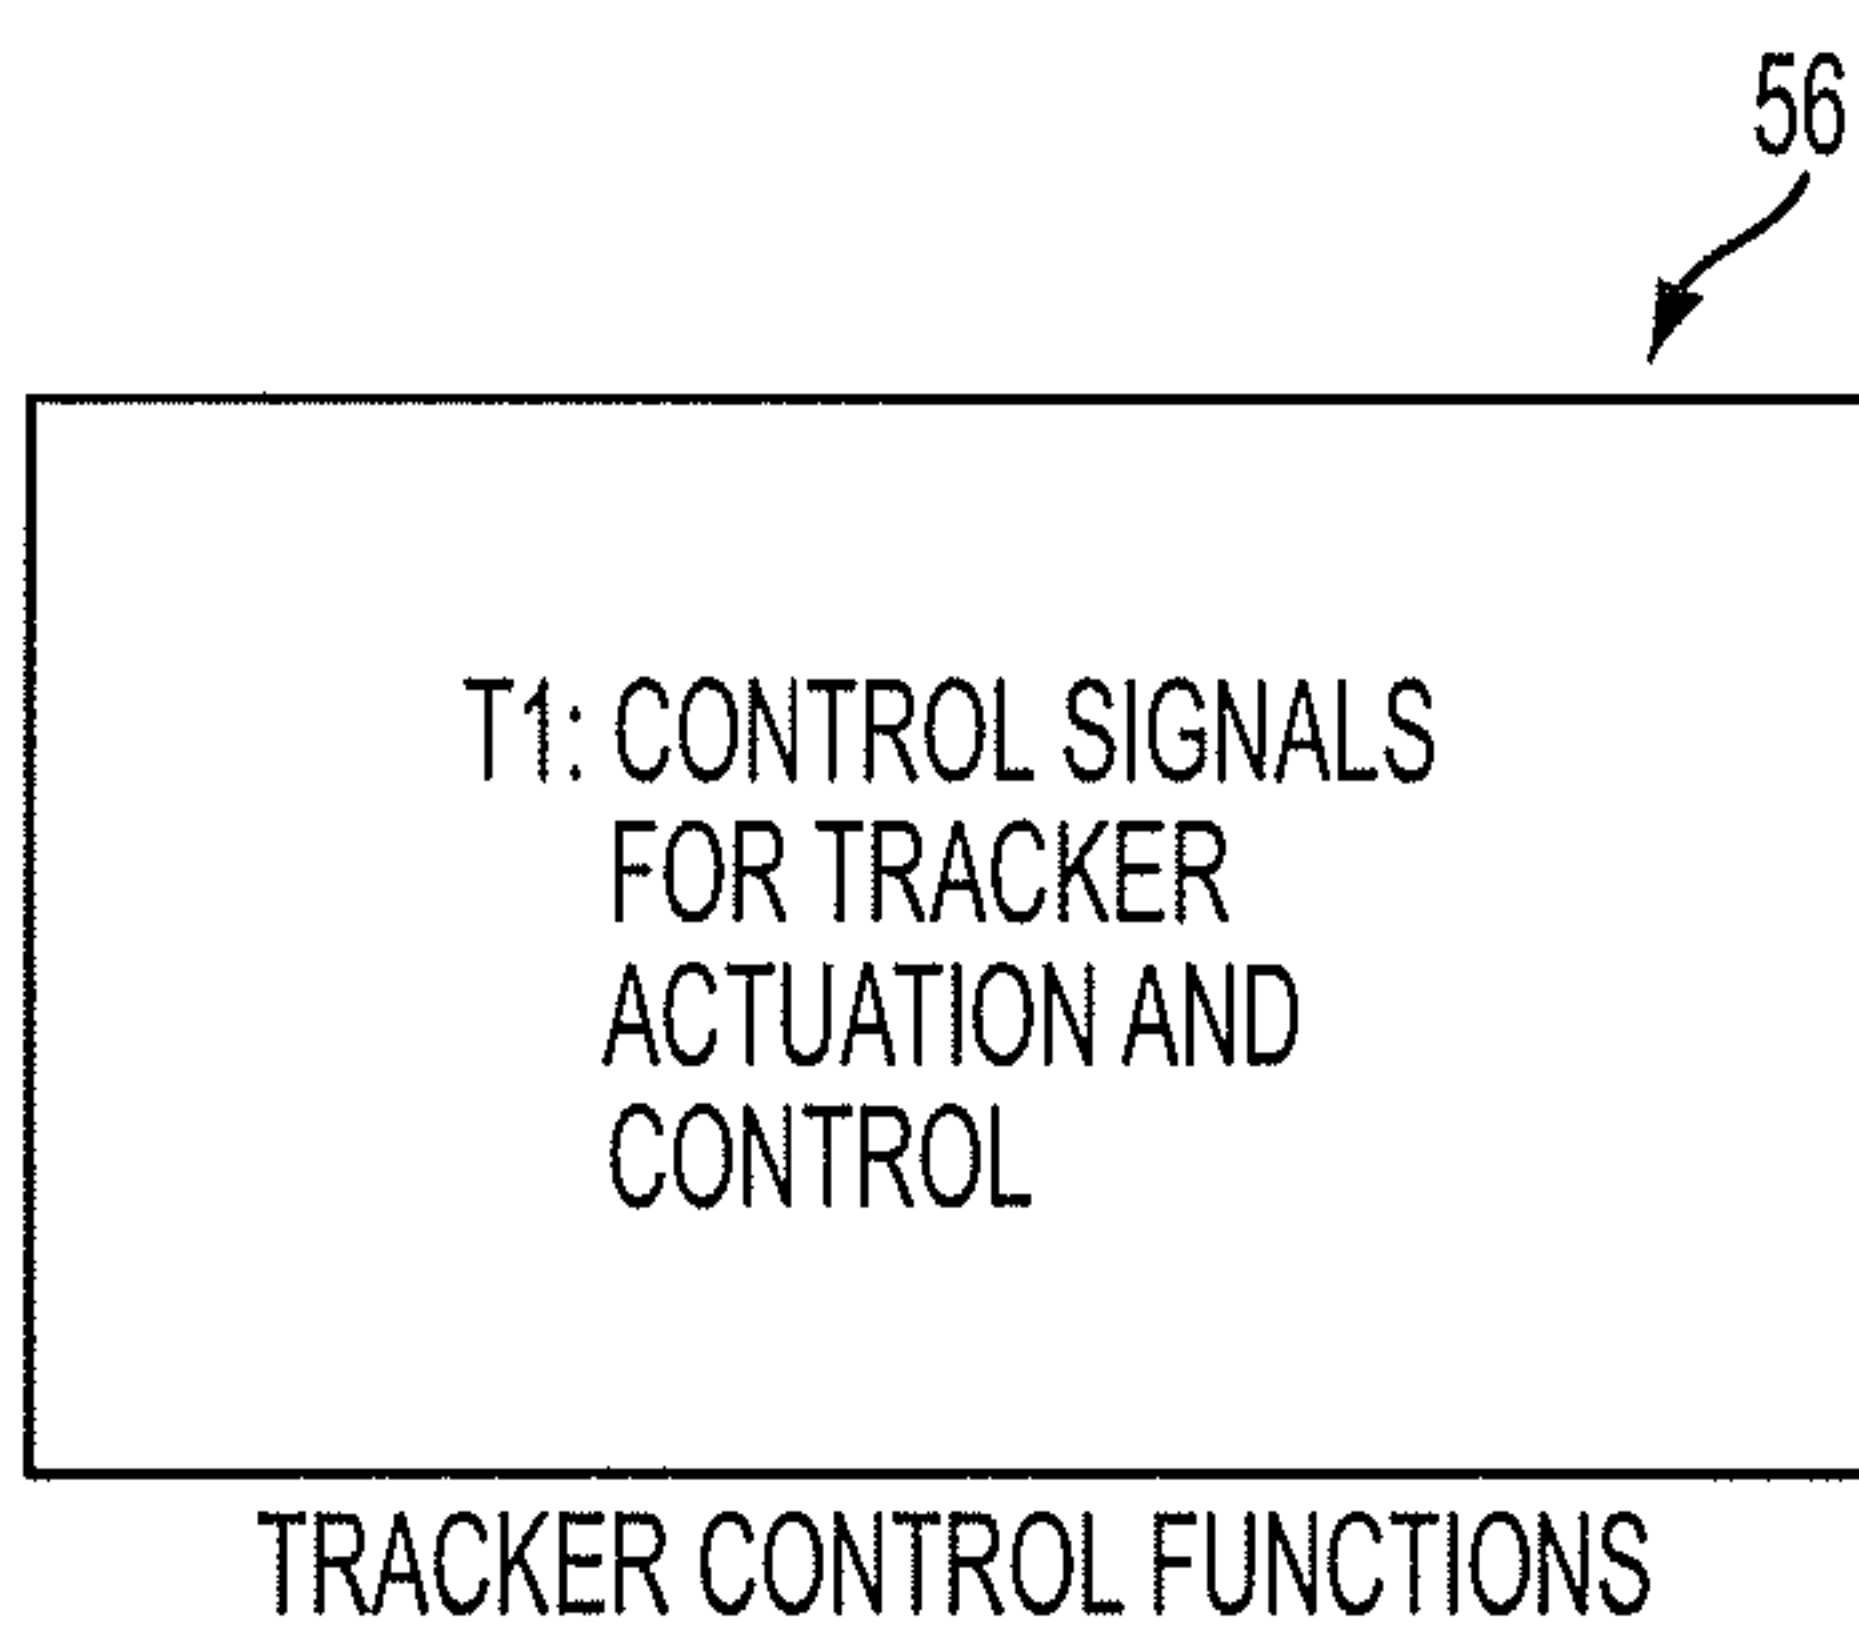 56
T1: CONTROL SIGNALS
FOR TRACKER
ACTUATION AND
CONTROL
TRACKER CONTROL FUNCTIONS